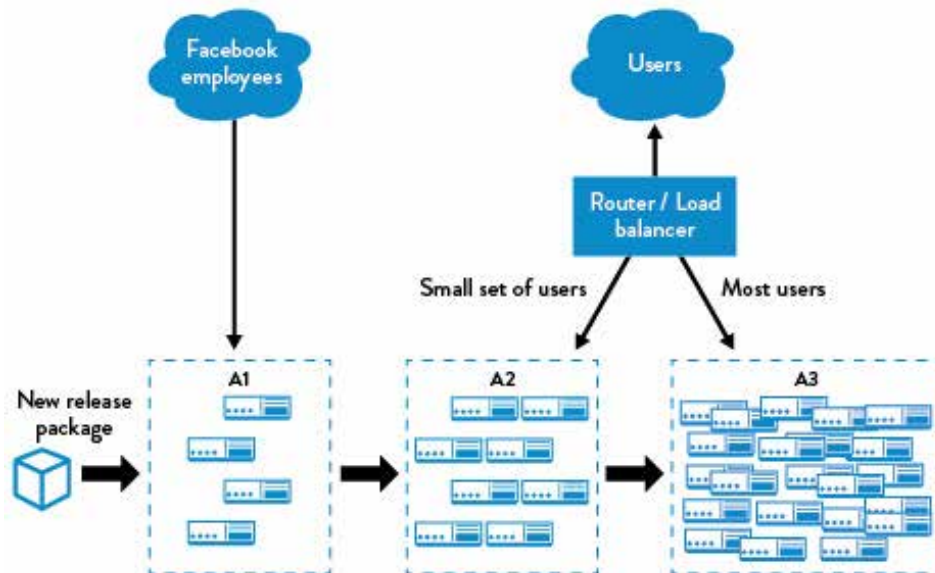 Facebook
employees
Users
Router / Load
balancer
Small set of users
Most users
New release
package
A1
A2
A3